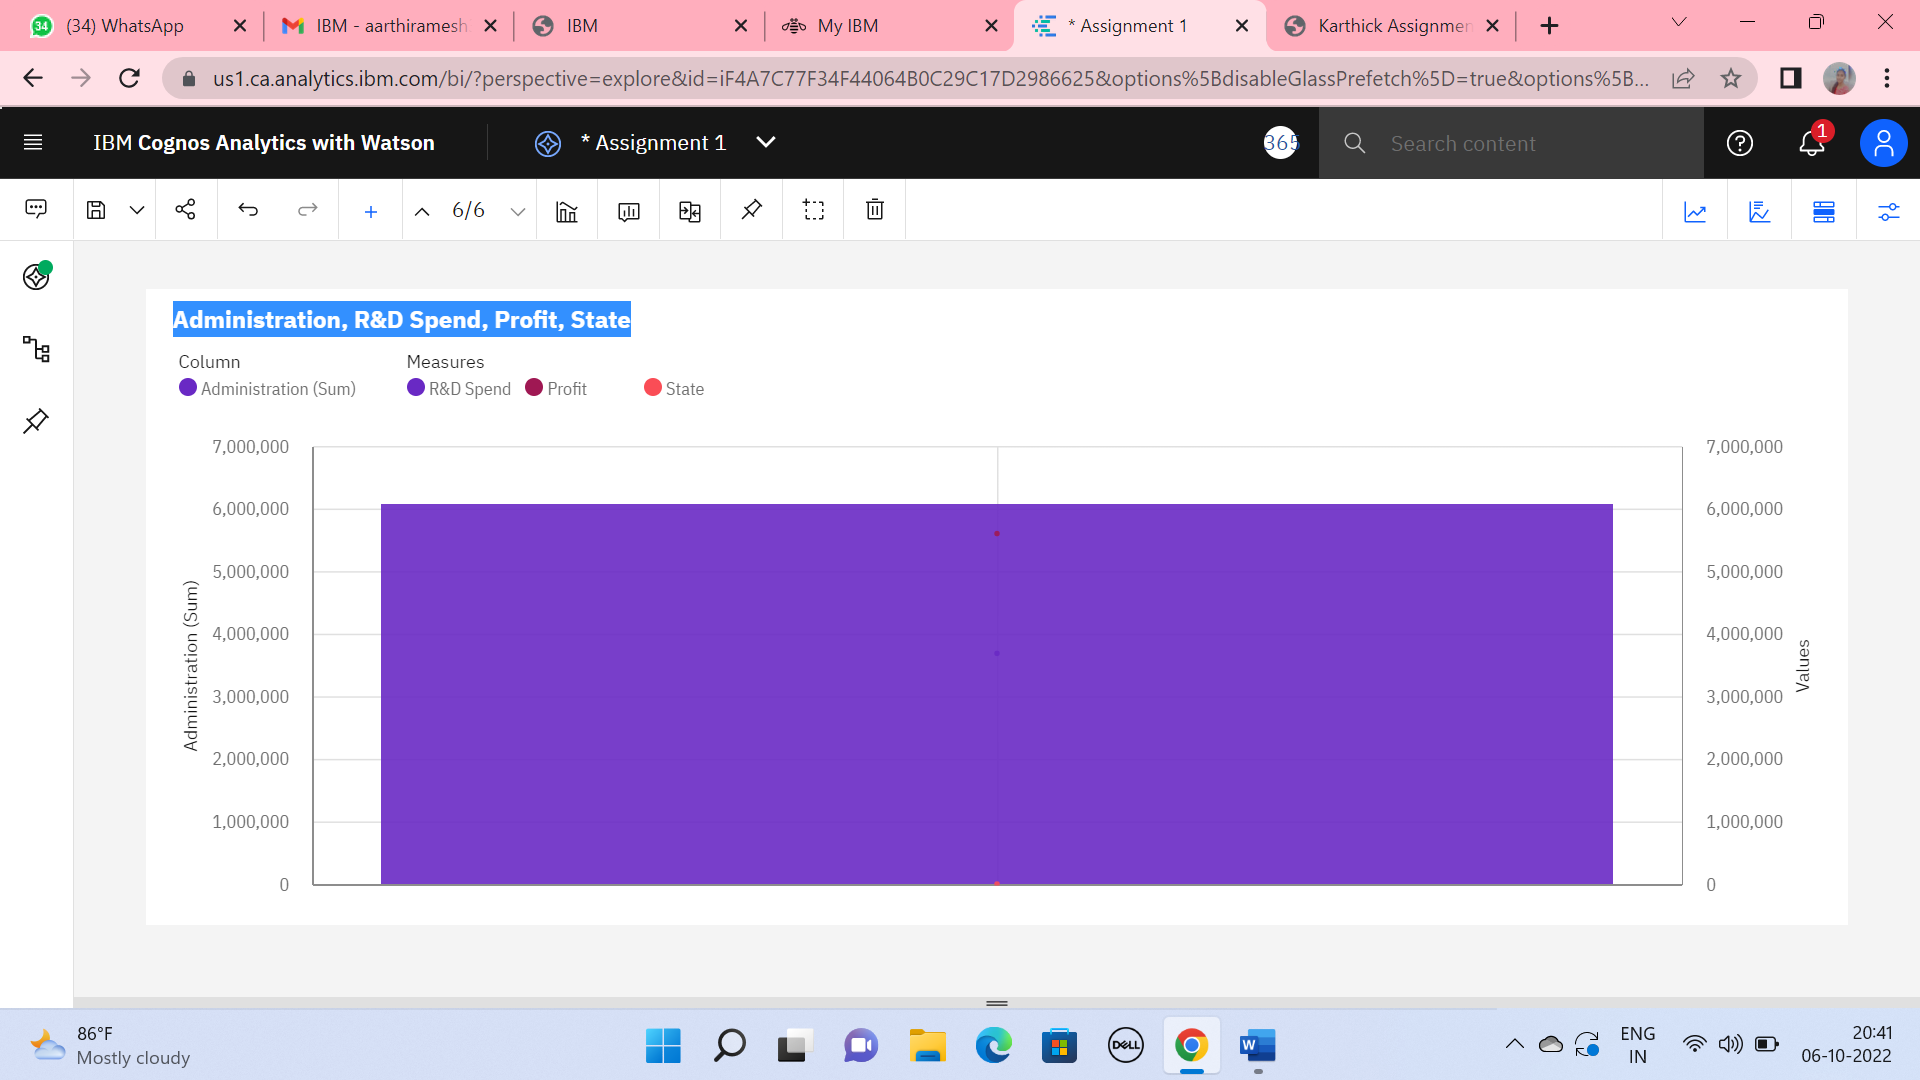 34 (34) WhatsApp
IBM - aarthiramesh
IBM
My IBM
* Assignment 1
Karthick Assignmen
us1.ca.analytics.ibm.com/bi/?perspective=explore&id=iF4A7C77F34F44064B0C29C17D2986625&options%5BdisableGlassPrefetch%5D=true&options%5B...
IBM Cognos Analytics with Watson
* Assignment 1
365
Search content
1
6/6
Administration, R&D Spend, Profit, State
Column
Measures
Administration (Sum)
R&D Spend
Profit
State
7,000,000
6,000,000
5,000,000
4,000,000
3,000,000
2,000,000
1,000,000
0
Administration (Sum)
7,000,000
6,000,000
5,000,000
4,000,000
3,000,000
2,000,000
1,000,000
0
Values
86°F
Mostly cloudy
DELL
W
ENG
IN
20:41
06-10-2022